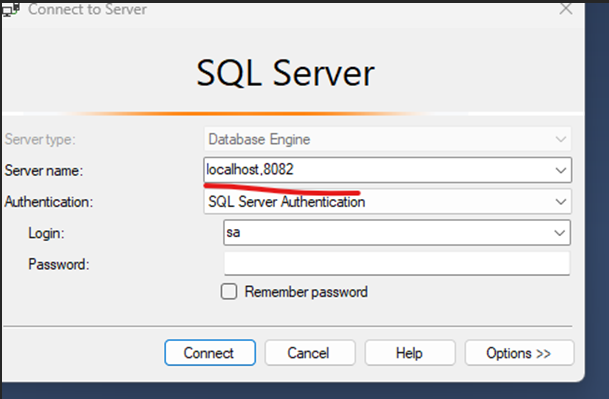 Connect to Server
SQL Server
Server type: Database Engine
Server name: localhost,8082
Authentication: SQL Server Authentication
Login: sa
Password:
Remember password
Connect Cancel Help Options >>